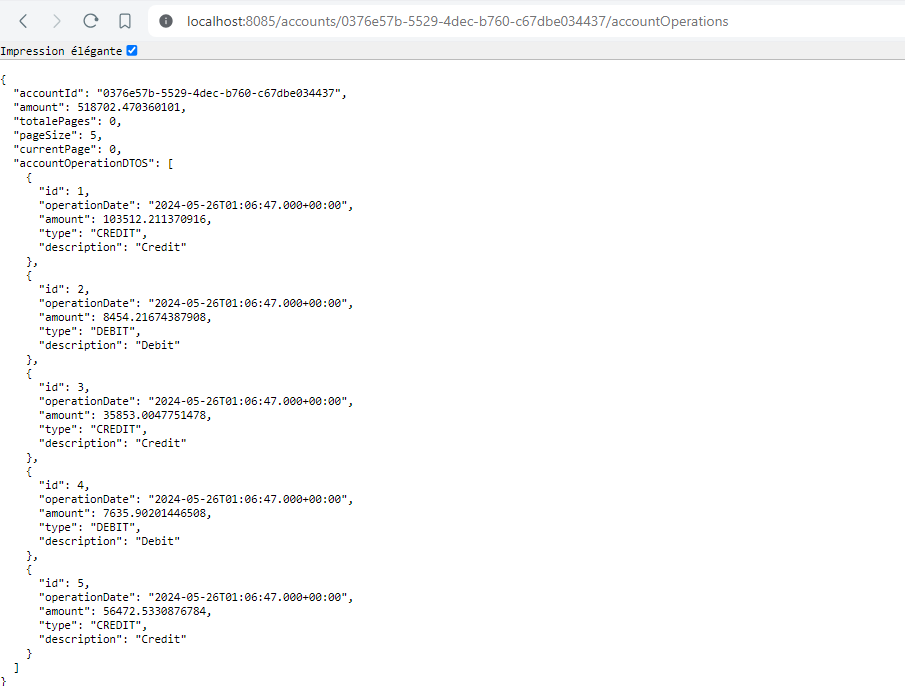 localhost:8085/accounts/0376e57b-5529-4dec-b760-c67dbe034437/accountOperations
Impression élégante
{
  "accountId": "0376e57b-5529-4dec-b760-c67dbe034437",
  "amount": 518702.470360101,
  "totalePages": 0,
  "pageSize": 5,
  "currentPage": 0,
  "accountOperationDTOS": [
    {
      "id": 1,
      "operationDate": "2024-05-26T01:06:47.000+00:00",
      "amount": 103512.211370916,
      "type": "CREDIT",
      "description": "Credit"
    },
    {
      "id": 2,
      "operationDate": "2024-05-26T01:06:47.000+00:00",
      "amount": 8454.21674387908,
      "type": "DEBIT",
      "description": "Debit"
    },
    {
      "id": 3,
      "operationDate": "2024-05-26T01:06:47.000+00:00",
      "amount": 35853.0047751478,
      "type": "CREDIT",
      "description": "Credit"
    },
    {
      "id": 4,
      "operationDate": "2024-05-26T01:06:47.000+00:00",
      "amount": 7635.90201446508,
      "type": "DEBIT",
      "description": "Debit"
    },
    {
      "id": 5,
      "operationDate": "2024-05-26T01:06:47.000+00:00",
      "amount": 56472.5330876784,
      "type": "CREDIT",
      "description": "Credit"
    }
  ]
}